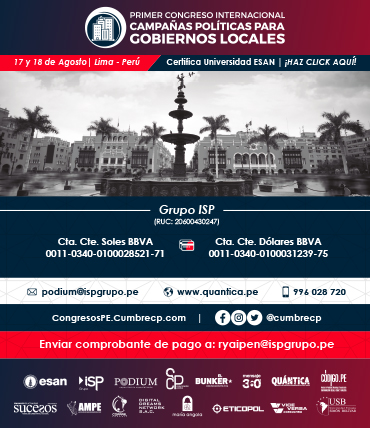 PRIMER CONGRESO INTERNACIONAL
CAMPAÑAS POLÍTICAS PARA
GOBIERNOS LOCALES
17 y 18 de Agosto| Lima - Perú
Certifica Universidad ESAN | ¡HAZ CLICK AQUÍ!
Grupo ISP
(RUC: 20600430247)
Cta. Cte. Soles BBVA
0011-0340-0100028521-71
Cta. Cte. Dólares BBVA
0011-0340-0100031239-75
podium@ispgrupo.pe
www.quantica.pe
996 028 720
CongresosPE.Cumbrecp.com |
@cumbrecp
Enviar comprobante de pago a: ryaipen@ispgrupo.pe
esan
iSP
PODIUM
EL BUNKER
mensaje 3:0
QUÁNTICA
SUCESOS
AMPE
DIGITAL DREAMS NETWORK S.A.C.
maria angola
ETICOPOL
VICE VERSA
USB